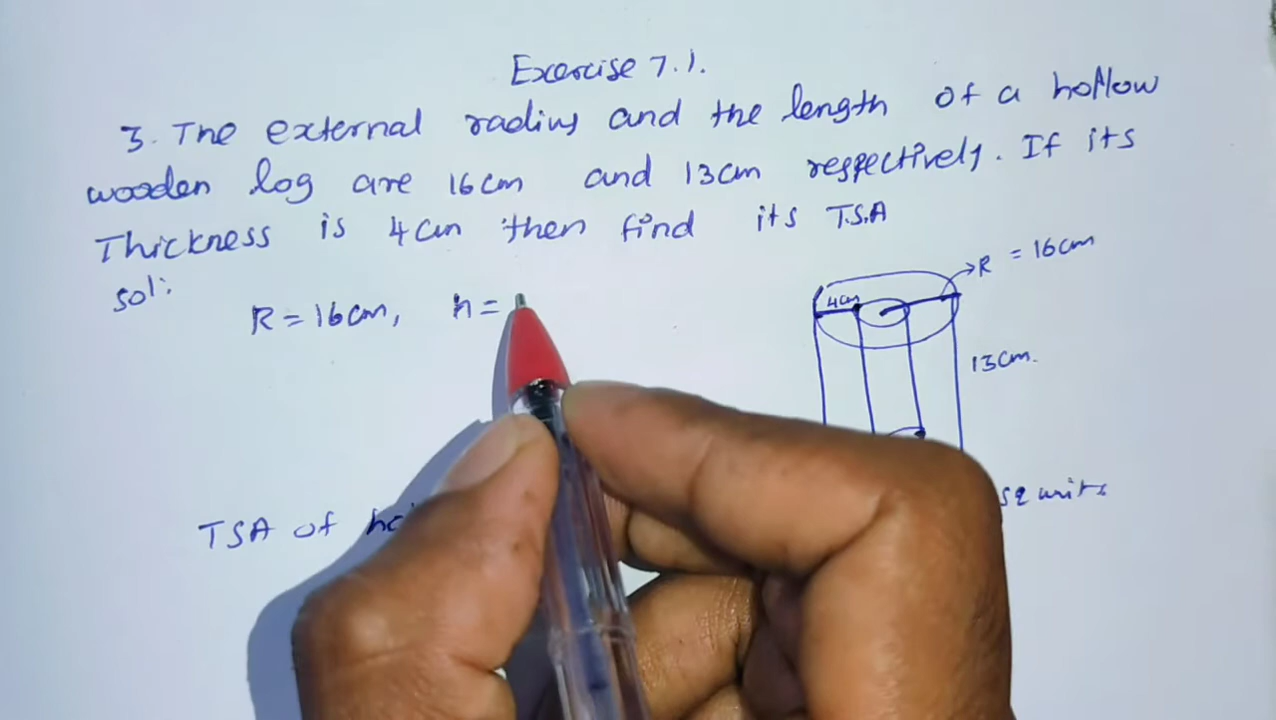 Exercise 7.1.
3. The external radius and the length of a hollow
wooden log are 16cm and 13cm respectively. If its
Thickness is 4cm then find its T.S.A
sol:
R = 16cm, h =
4cm
R = 16cm
13cm.
TSA of
sq units